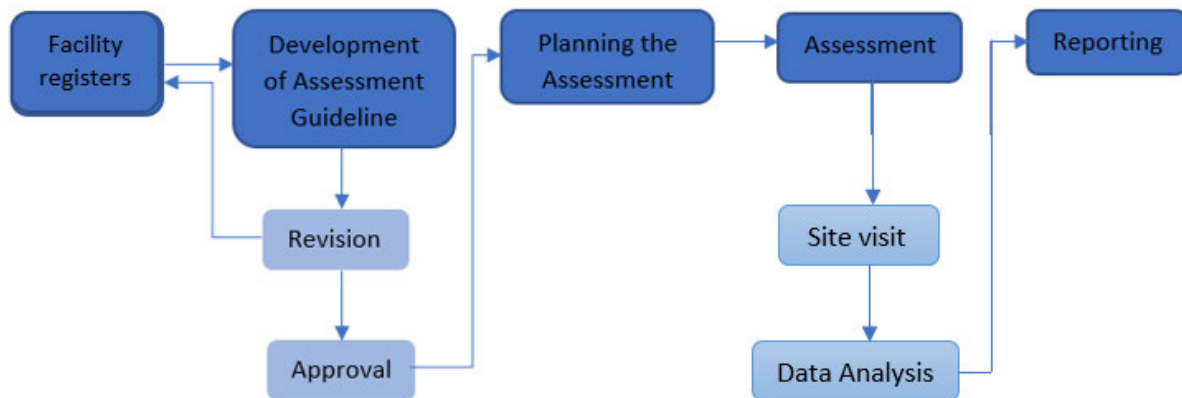 Facility
registers
Development
of Assessment
Guideline
Revision
Approval
Planning the
Assessment
Assessment
Site visit
Data Analysis
Reporting